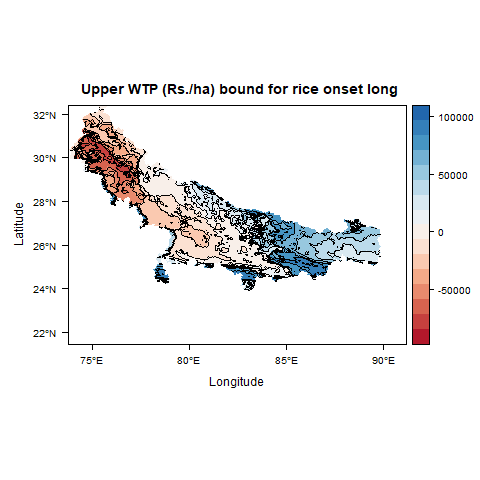 Upper WTP (Rs./ha) bound for rice onset long
32°N
30°N
28°N
26°N
24°N
22°N
Latitude
75°E
80°E
85°E
90°E
Longitude
100000
50000
0
-50000